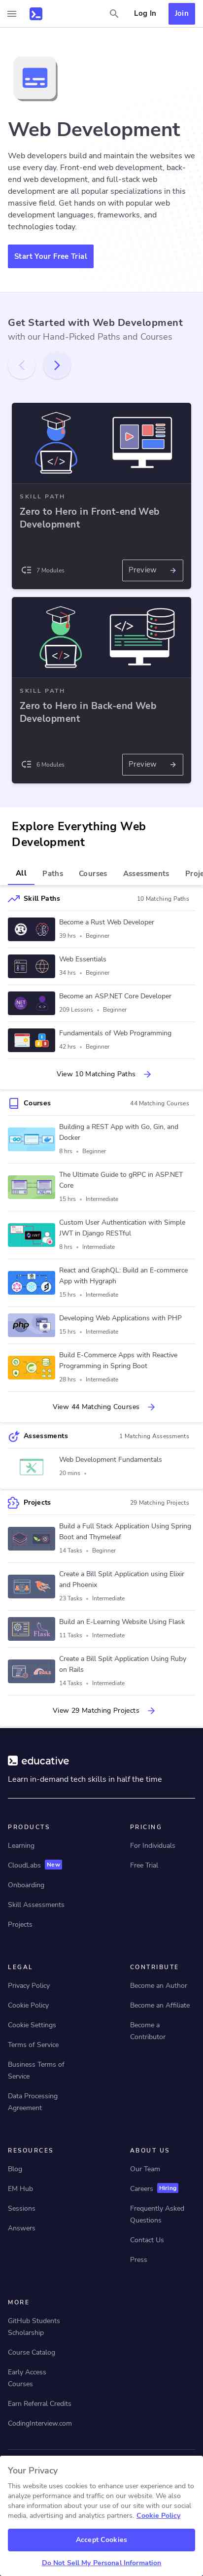 Log In
Join
Web Development
Web developers build and maintain the websites we
use every day. Front-end web development, back-
end web development, and full-stack web
development are all popular specializations in this
massive field. Get hands on with popular web
development languages, frameworks, and
technologies today.
Start Your Free Trial
Get Started with Web Development
with our Hand-Picked Paths and Courses
SKILL PATH
Zero to Hero in Front-end Web
Development
7 Modules
Preview
SKILL PATH
Zero to Hero in Back-end Web
Development
6 Modules
Preview
Explore Everything Web
Development
All
Paths
Courses
Assessments
Proje
Skill Paths
10 Matching Paths
Become a Rust Web Developer
39 hrs • Beginner
Web Essentials
34 hrs • Beginner
Become an ASP.NET Core Developer
209 Lessons • Beginner
Fundamentals of Web Programming
42 hrs • Beginner
View 10 Matching Paths
Courses
44 Matching Courses
Building a REST App with Go, Gin, and
Docker
8 hrs • Beginner
The Ultimate Guide to gRPC in ASP.NET
Core
15 hrs • Intermediate
Custom User Authentication with Simple
JWT in Django RESTful
8 hrs • Intermediate
React and GraphQL: Build an E-commerce
App with Hygraph
15 hrs • Intermediate
php
Developing Web Applications with PHP
15 hrs • Intermediate
Build E-Commerce Apps with Reactive
Programming in Spring Boot
28 hrs • Intermediate
View 44 Matching Courses
Assessments
1 Matching Assessments
Web Development Fundamentals
20 mins •
Projects
29 Matching Projects
Build a Full Stack Application Using Spring
Boot and Thymeleaf
14 Tasks • Beginner
Create a Bill Split Application using Elixir
and Phoenix
23 Tasks • Intermediate
Flask
Build an E-Learning Website Using Flask
11 Tasks • Intermediate
Create a Bill Split Application Using Ruby
on Rails
14 Tasks • Intermediate
View 29 Matching Projects
educative
Learn in-demand tech skills in half the time
PRODUCTS
Learning
CloudLabs New
Onboarding
Skill Assessments
Projects
PRICING
For Individuals
Free Trial
LEGAL
Privacy Policy
Cookie Policy
Cookie Settings
Terms of Service
Business Terms of
Service
Data Processing
Agreement
CONTRIBUTE
Become an Author
Become an Affiliate
Become a
Contributor
RESOURCES
Blog
EM Hub
Sessions
Answers
ABOUT US
Our Team
Careers Hiring
Frequently Asked
Questions
Contact Us
Press
MORE
GitHub Students
Scholarship
Course Catalog
Early Access
Courses
Earn Referral Credits
CodingInterview.com
Your Privacy
This website uses cookies to enhance user experience and to
analyze performance and traffic on our website. We also
share information about your use of our site with our social
media, advertising and analytics partners. Cookie Policy
Accept Cookies
Do Not Sell My Personal Information